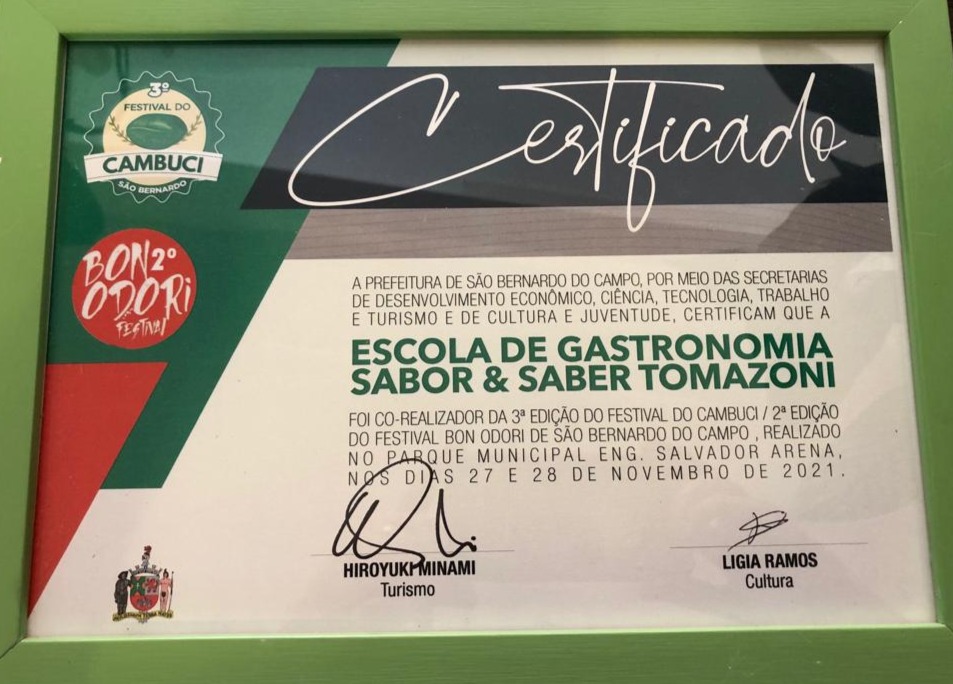 3º
FESTIVAL DO
CAMBUCI
SÃO BERNARDO
BON 2º
ODORI
FESTIVAL
Certificado
A PREFEITURA DE SÃO BERNARDO DO CAMPO, POR MEIO DAS SECRETARIAS
DE DESENVOLVIMENTO ECONÔMICO, CIÊNCIA, TECNOLOGIA, TRABALHO
E TURISMO E DE CULTURA E JUVENTUDE, CERTIFICAM QUE A
ESCOLA DE GASTRONOMIA
SABOR & SABER TOMAZONI
FOI CO-REALIZADOR DA 3ª EDIÇÃO DO FESTIVAL DO CAMBUCI / 2ª EDIÇÃO
DO FESTIVAL BON ODORI DE SÃO BERNARDO DO CAMPO , REALIZADO
NO PARQUE MUNICIPAL ENG. SALVADOR ARENA,
NOS DIAS 27 E 28 DE NOVEMBRO DE 2021.
HIROYUKI MINAMI
Turismo
LIGIA RAMOS
Cultura